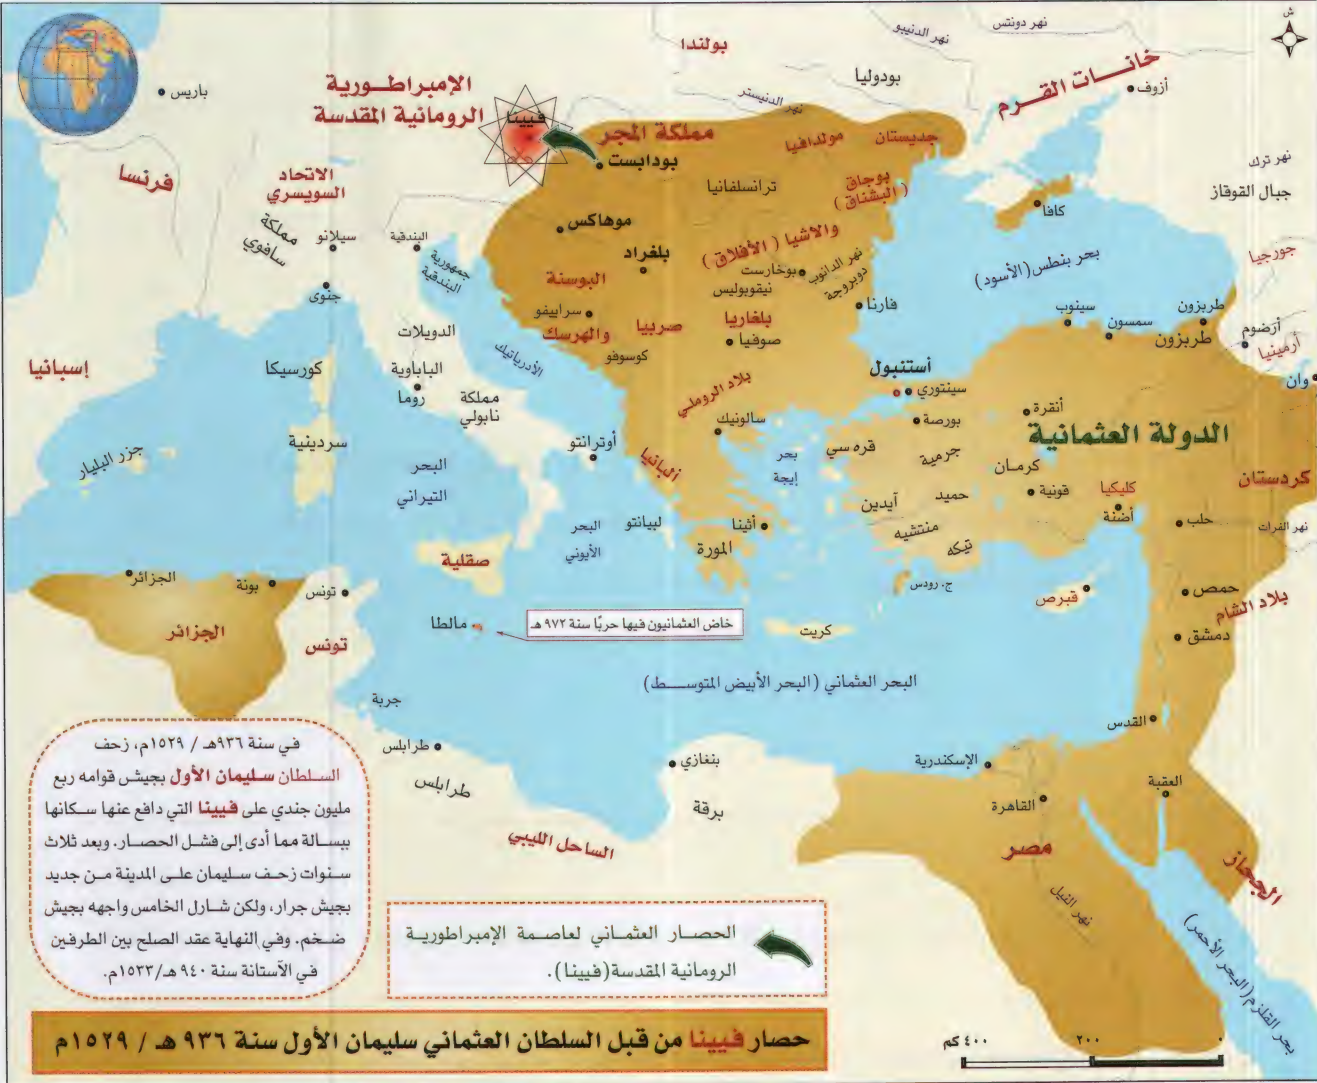 ش
نهر دونتس
نهر الدنيبو
بولندا
خانات القرم
بودوليا
أزوف
باريس
الإمبراطورية
الرومانية المقدسة
فيينا
نهر الدنيستر
مملكة المجر
مولدافيا
جديستان
بودابست
نهر ترك
جبال القوقاز
فرنسا
الاتحاد
السويسري
ترانسلفانيا
بوجاق
(البشناق)
كافا
مملكة
سافوي
سيلانو
البندقية
موهاكس
والاشيا (الأفلاق)
بلغراد
جمهورية
البندقية
بوخارست
نهر الدانوب
دوبروجة
نيقوبوليس
بحر بنطس(الأسود)
جورجيا
البوسنة
جنوى
سراييفو
والهرسك
صربيا
بلغاريا
فارنا
سينوب
سمسون
طربزون
طربزون
أرضوم
أرمينيا
الدويلات
الأدرياتيك
كوسوفو
صوفيا
إسبانيا
كورسيكا
الباباوية
روما
مملكة
نابولي
بلاد الروملي
أستنبول
سينتوري
وان
سالونيك
بورصة
أنقرة
الدولة العثمانية
سردينية
أوترانتو
ألبانيا
بحر
إيجة
قره سي
جرمية
كرمان
كردستان
جزر البليار
البحر
التيراني
قونية
كليكيا
أضنة
حميد
آيدين
حلب
نهر الفرات
البحر
الأيوني
ليبانتو
أثينا
المورة
منتشيه
تيكه
صقلية
ج. رودس
قبرص
حمص
بلاد الشام
الجزائر
بونة
تونس
الجزائر
تونس
مالطا
خاض العثمانيون فيها حربًا سنة ٩٧٢ هـ
كريت
دمشق
البحر العثماني (البحر الأبيض المتوسط)
جربة
القدس
طرابلس
طرابلس
بنغازي
برقة
الإسكندرية
العقبة
القاهرة
الساحل الليبي
مصر
الحجاز
نهر النيل
بحر القلزم(البحر الأحمر)
في سنة ٩٣٦هـ / ١٥٢٩م، زحف
السلطان سليمان الأول بجيش قوامه ربع
مليون جندي على فيينا التي دافع عنها سكانها
ببسالة مما أدى إلى فشل الحصار. وبعد ثلاث
سنوات زحف سليمان على المدينة من جديد
بجيش جرار، ولكن شارل الخامس واجهه بجيش
ضخم. وفي النهاية عقد الصلح بين الطرفين
في الآستانة سنة ٩٤٠هـ/١٥٣٣م.
الحصار العثماني لعاصمة الإمبراطورية
الرومانية المقدسة(فيينا).
حصار فيينا من قبل السلطان العثماني سليمان الأول سنة ٩٣٦ هـ / ١٥٢٩م
٤٠٠ كم
٢٠٠
٠